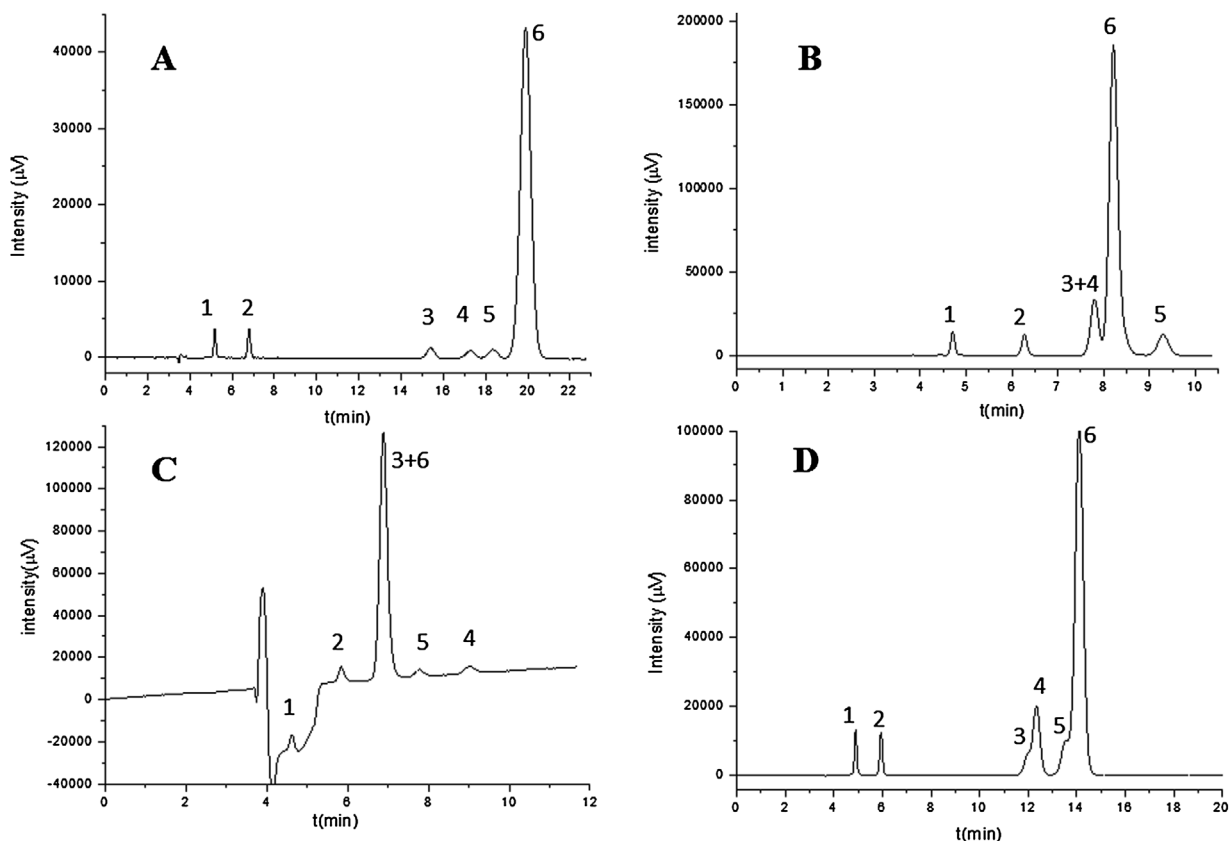 A
Intensity (µV)
40000
30000
20000
10000
0
1
2
3
4
5
6
0 2 4 6 8 10 12 14 16 18 20 22
t(min)
B
intensity (µV)
200000
150000
100000
50000
0
1
2
3+4
6
5
0 1 2 3 4 5 6 7 8 9 10
t(min)
C
intensity(µV)
120000
100000
80000
60000
40000
20000
0
-20000
-40000
1
2
3+6
5
4
0 2 4 6 8 10 12
t(min)
D
Intensity (µV)
100000
80000
60000
40000
20000
0
1
2
3
4
5
6
0 2 4 6 8 10 12 14 16 18 20
t(min)